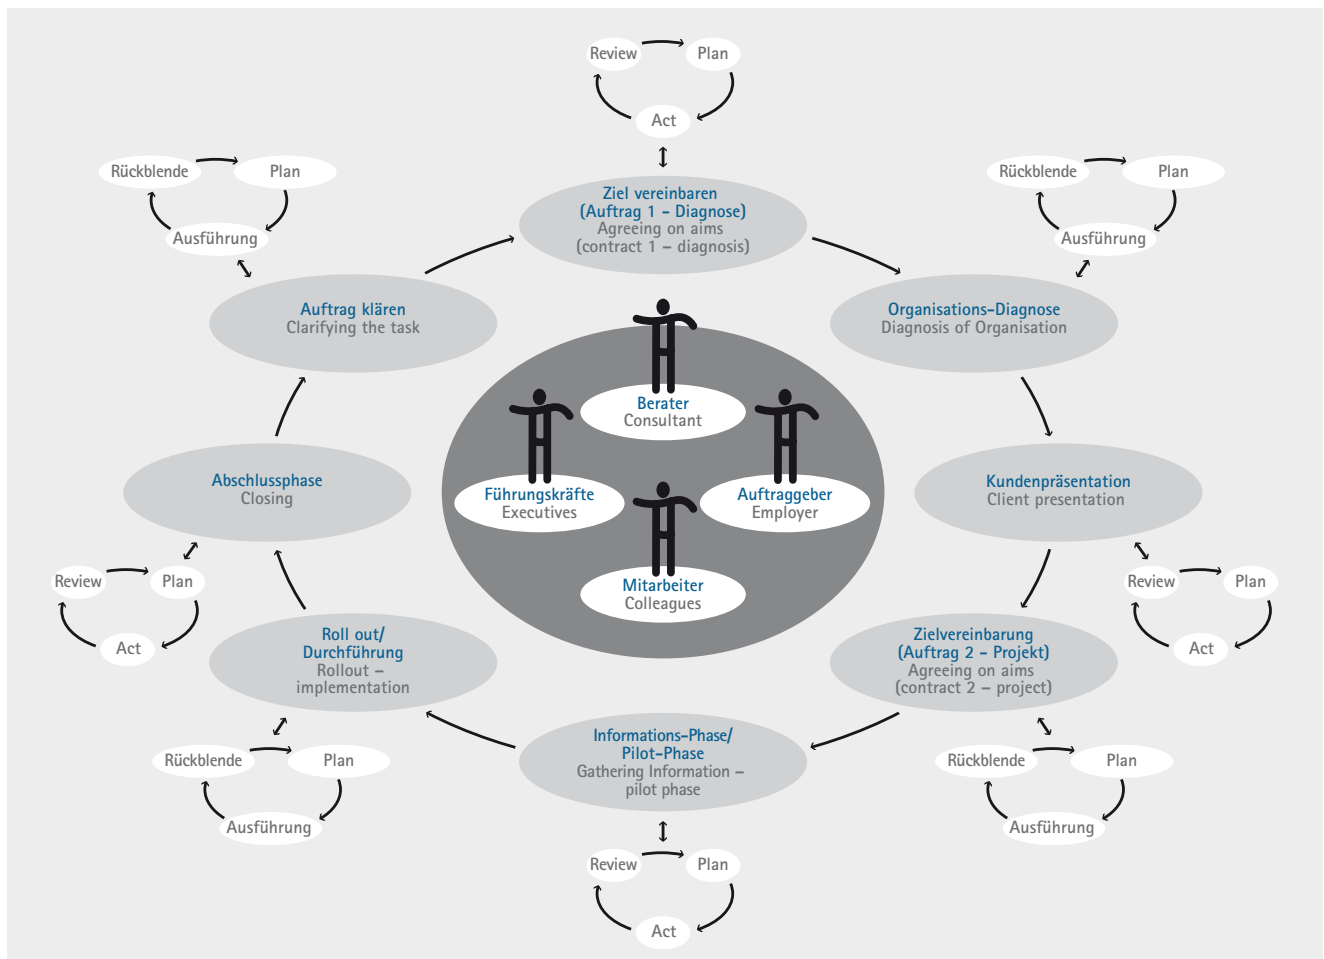 Review
Plan
Act
Ziel vereinbaren
(Auftrag 1 - Diagnose)
Agreeing on aims
(contract 1 – diagnosis)
Rückblende
Plan
Ausführung
Rückblende
Plan
Ausführung
Auftrag klären
Clarifying the task
Organisations-Diagnose
Diagnosis of Organisation
Berater
Consultant
Führungskräfte
Executives
Auftraggeber
Employer
Mitarbeiter
Colleagues
Abschlussphase
Closing
Kundenpräsentation
Client presentation
Review
Plan
Act
Review
Plan
Act
Roll out/
Durchführung
Rollout –
implementation
Zielvereinbarung
(Auftrag 2 - Projekt)
Agreeing on aims
(contract 2 – project)
Informations-Phase/
Pilot-Phase
Gathering Information –
pilot phase
Rückblende
Plan
Ausführung
Rückblende
Plan
Ausführung
Review
Plan
Act